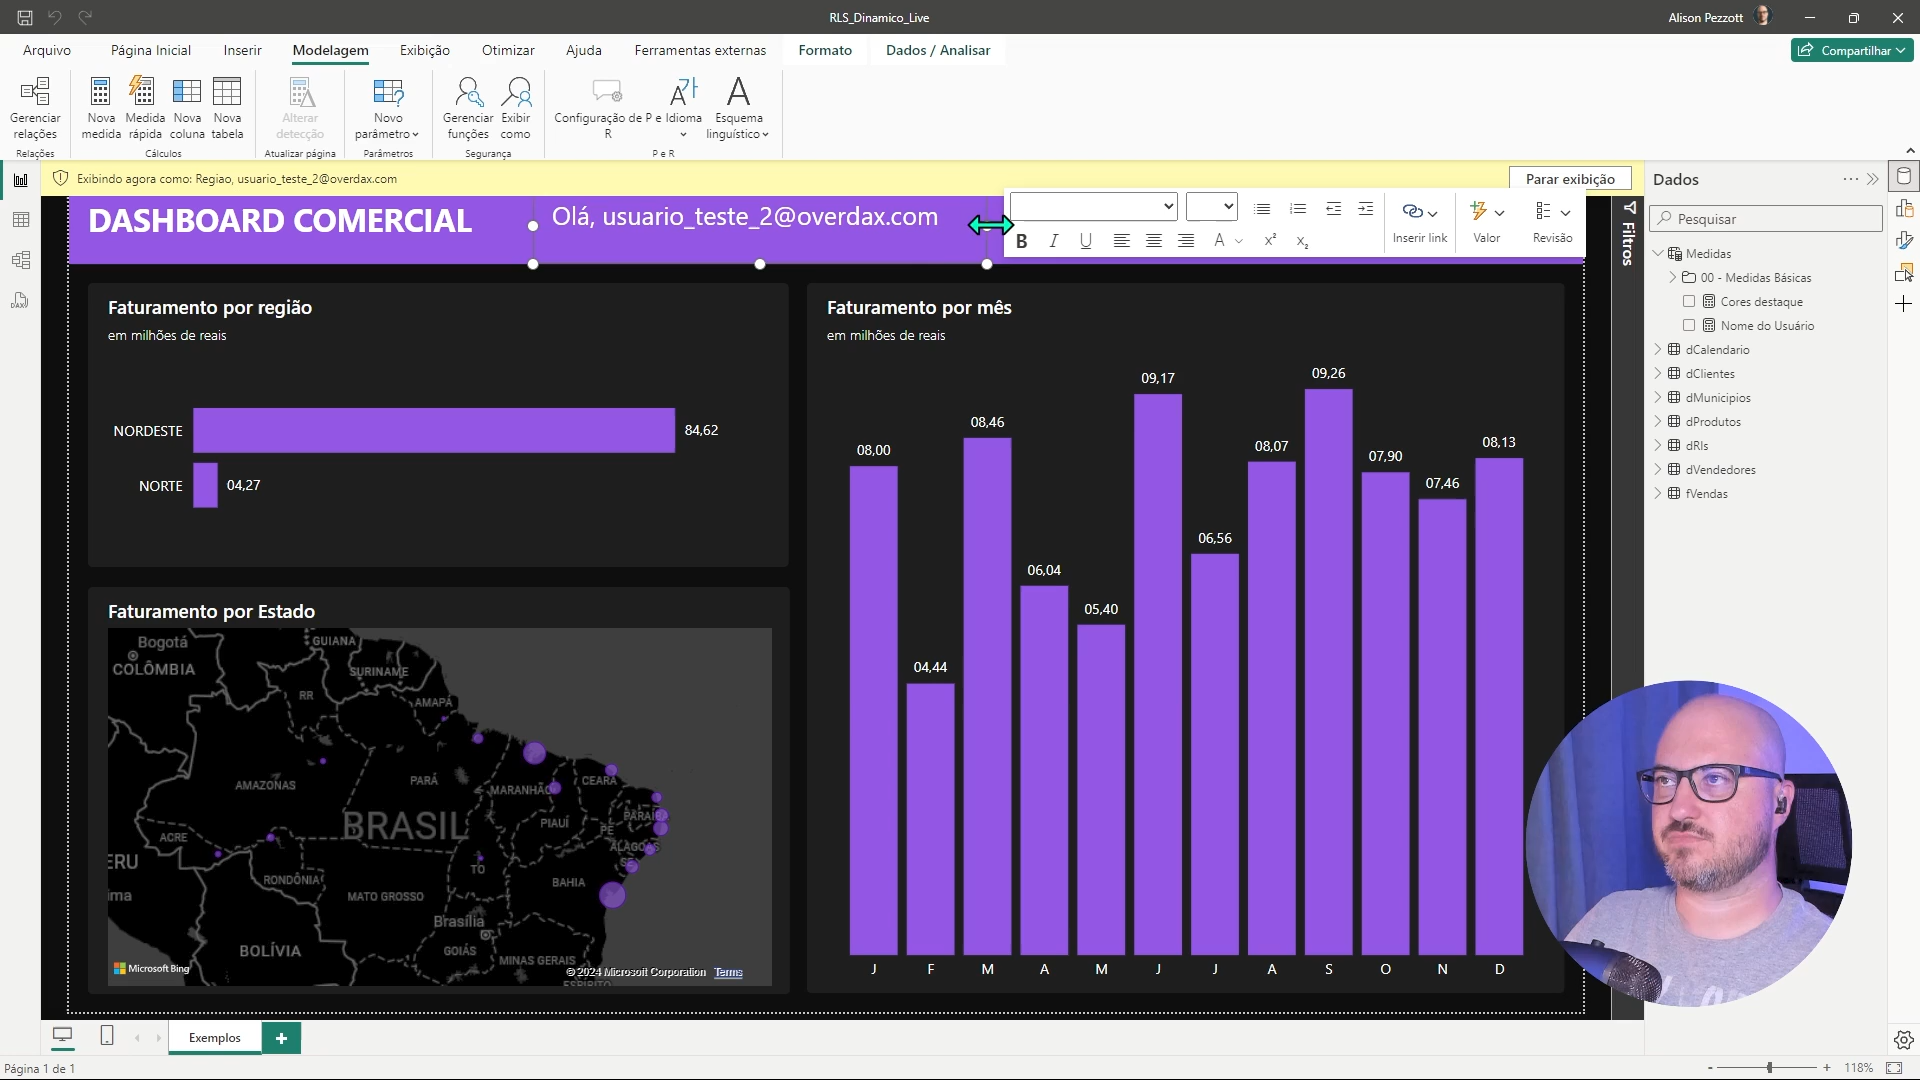 RLS_Dinamico_Live
Alison Pezzott
Arquivo
Página Inicial
Inserir
Modelagem
Exibição
Otimizar
Ajuda
Ferramentas externas
Formato
Dados / Analisar
Compartilhar
Gerenciar relações
Nova medida
Medida rápida
Nova coluna
Nova tabela
Alterar detecção
Novo parâmetro
Gerenciar funções
Exibir como
Configuração de P e R
Idioma
Esquema linguístico
Relações
Cálculos
Atualizar página
Parâmetros
Segurança
P e R
Exibindo agora como: Regiao, usuario_teste_2@overdax.com
Parar exibição
DASHBOARD COMERCIAL
Olá, usuario_teste_2@overdax.com
B I U A x² x₂
Inserir link
Valor
Revisão
Filtros
Dados
Pesquisar
Medidas
00 - Medidas Básicas
Cores destaque
Nome do Usuário
dCalendario
dClientes
dMunicipios
dProdutos
dRls
dVendedores
fVendas
Faturamento por região
em milhões de reais
NORDESTE 84,62
NORTE 04,27
Faturamento por Estado
Bogotá
COLÔMBIA
GUIANA
SURINAME
RR
AMAPÁ
AMAZONAS
PARÁ
MARANHÃO
CEARÁ
PARAÍBA
BRASIL
PIAUÍ
PE
ACRE
ALAGOAS
SE
ERU
RONDÔNIA
TO
BAHIA
ima
MATO GROSSO
Brasília
GOIÁS
BOLÍVIA
MINAS GERAIS
ESPÍRITO
Microsoft Bing
© 2024 Microsoft Corporation Terms
Faturamento por mês
em milhões de reais
08,00
04,44
08,46
06,04
05,40
09,17
06,56
08,07
09,26
07,90
07,46
08,13
J F M A M J J A S O N D
Exemplos
Página 1 de 1
118%